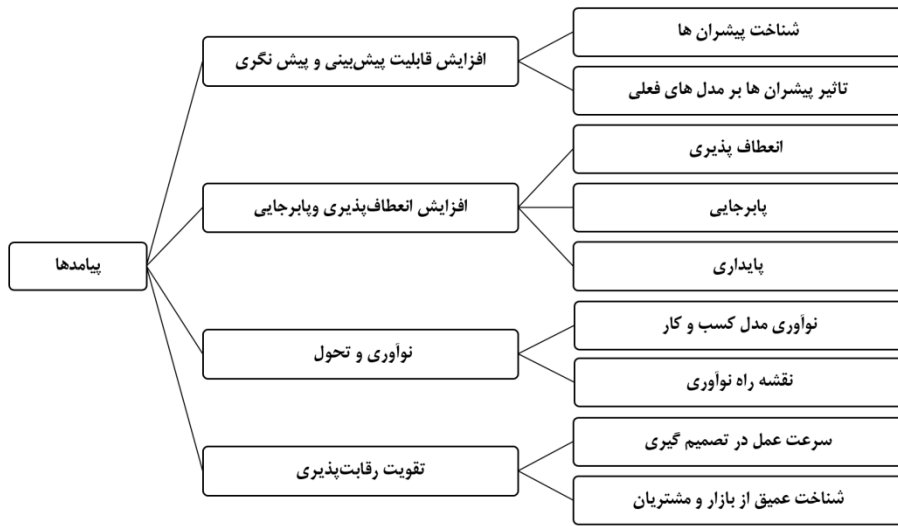 پیامدها
افزایش قابلیت پیش‌بینی و پیش نگری
شناخت پیشران ها
تاثیر پیشران ها بر مدل های فعلی
افزایش انعطاف‌پذیری وپابرجایی
انعطاف پذیری
پابرجایی
پایداری
نوآوری و تحول
نوآوری مدل کسب و کار
نقشه راه نوآوری
تقویت رقابت‌پذیری
سرعت عمل در تصمیم گیری
شناخت عمیق از بازار و مشتریان